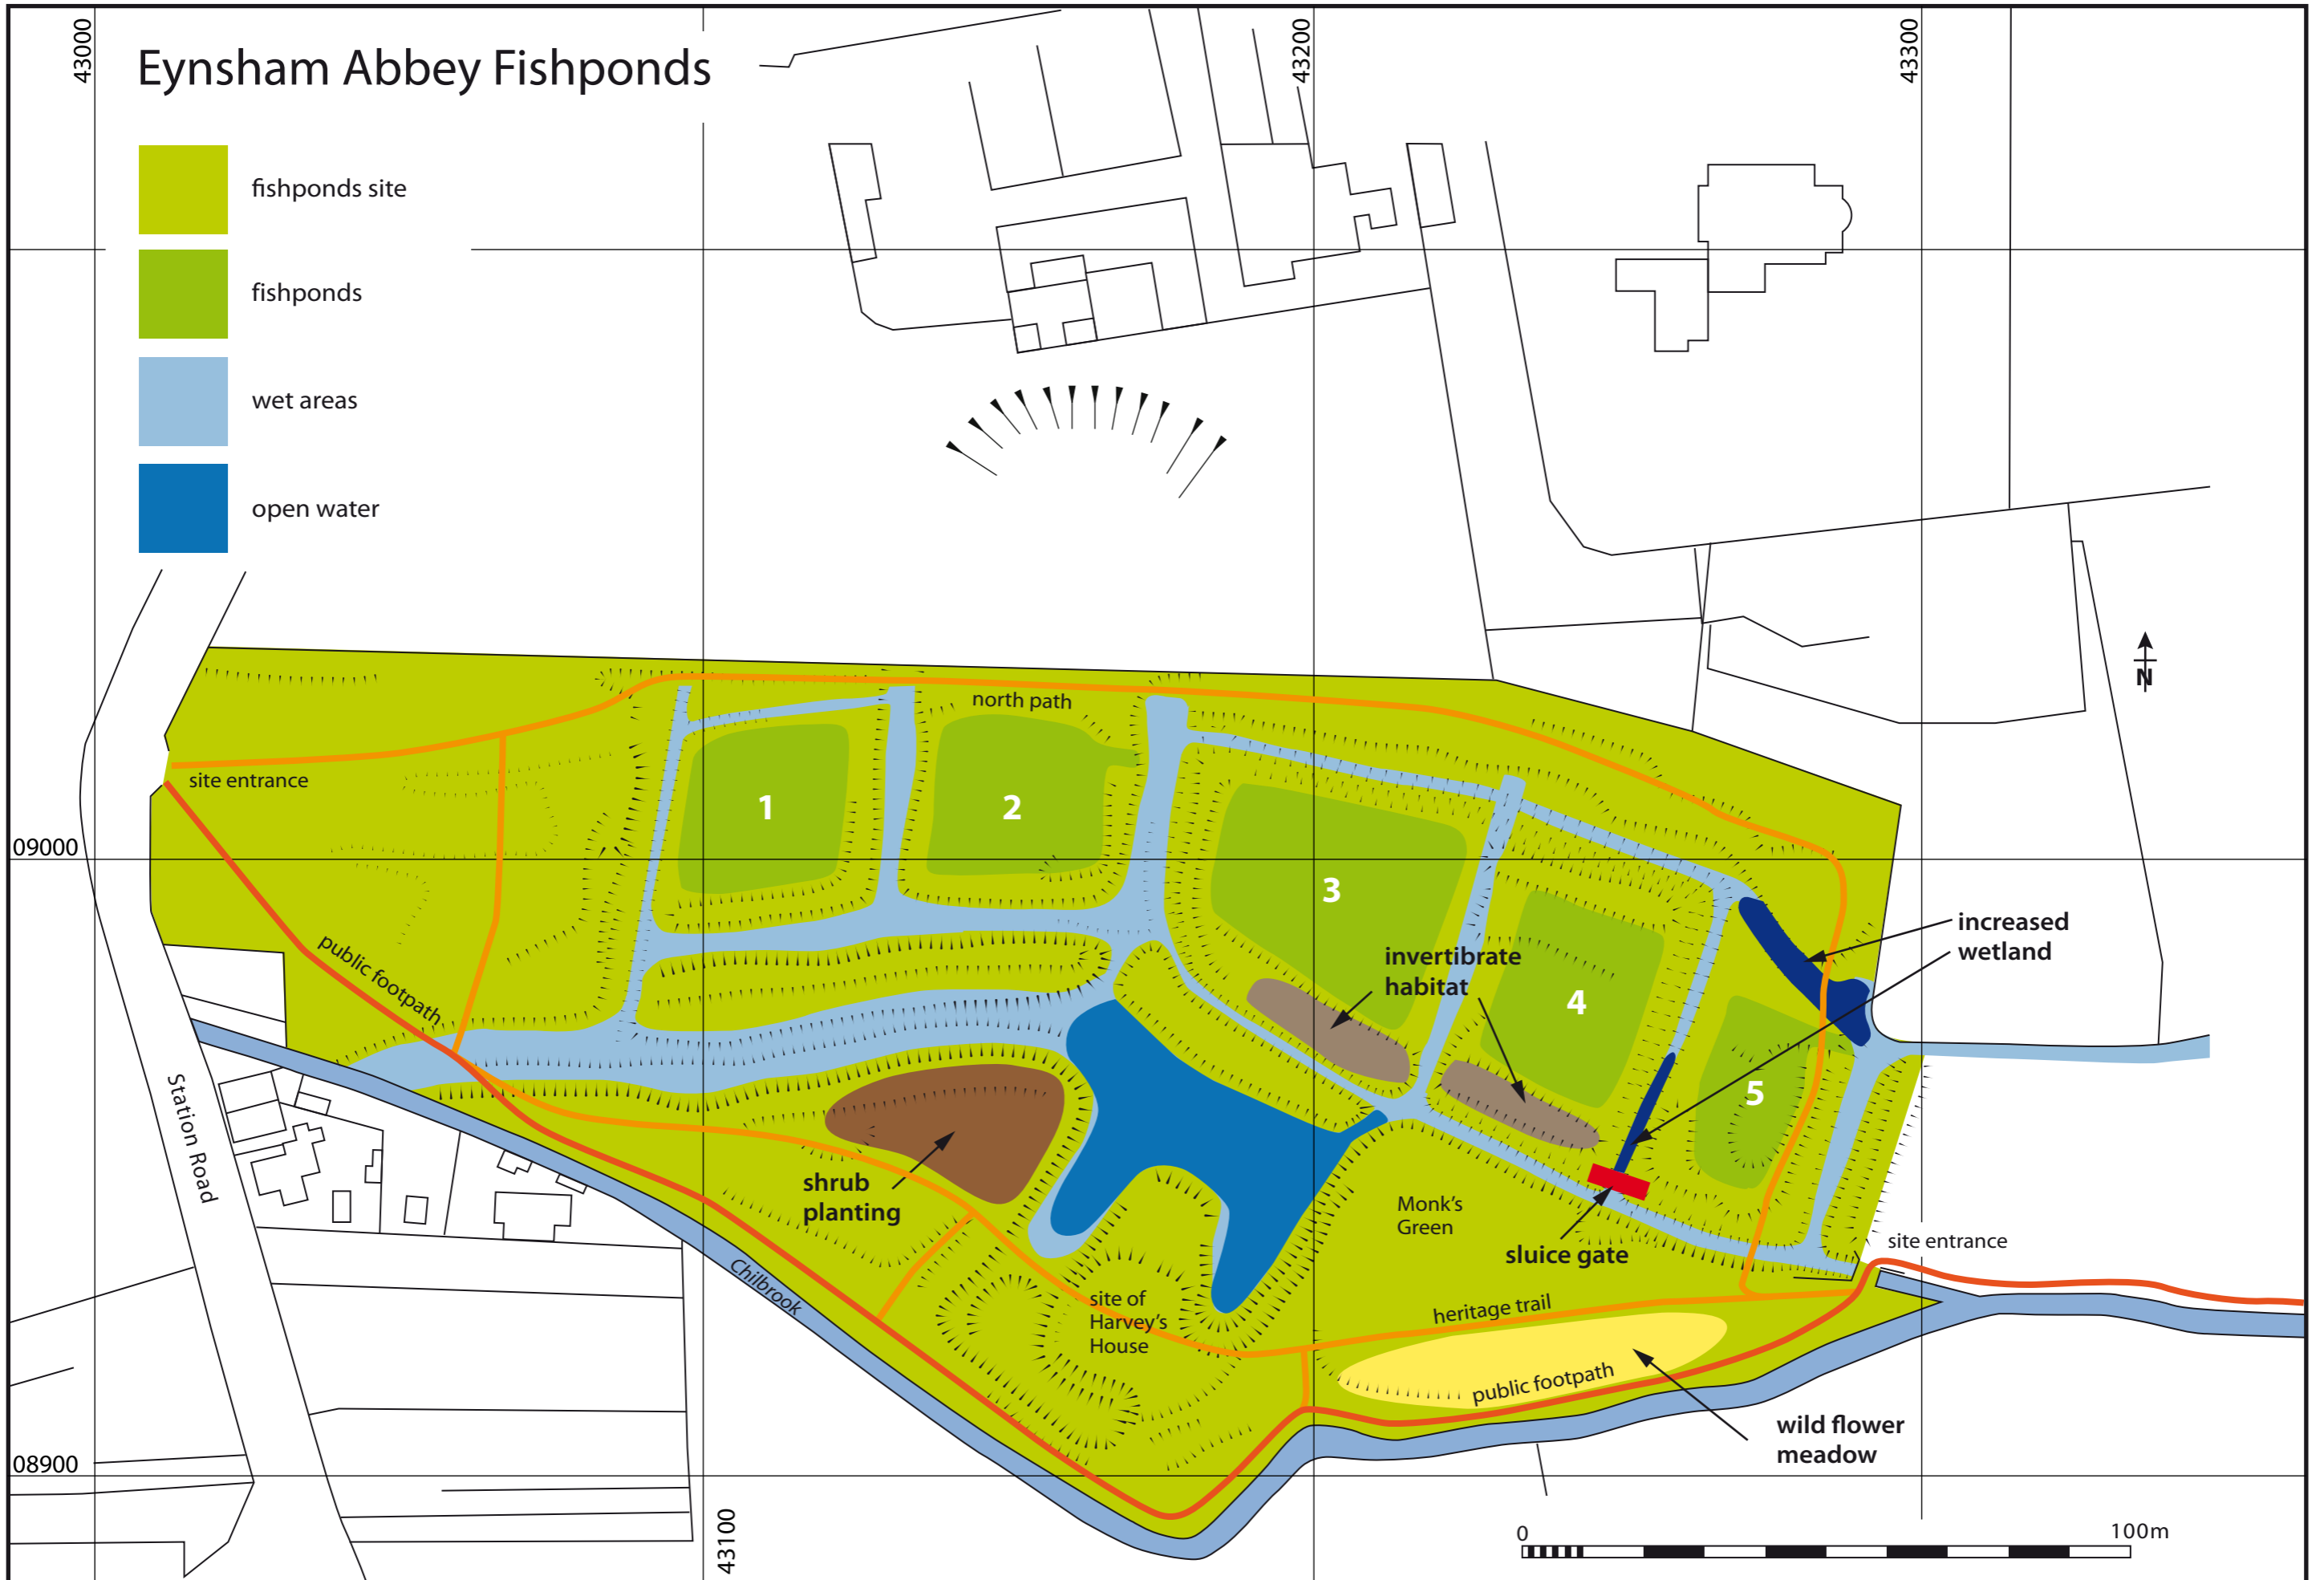 43000
43200
43300
Eynsham Abbey Fishponds
fishponds site
fishponds
wet areas
open water
N
north path
site entrance
1
2
09000
3
public footpath
increased
wetland
invertibrate
habitat
4
5
Station Road
shrub
planting
Monk's
Green
sluice gate
site entrance
Chilbrook
site of
Harvey's
House
heritage trail
public footpath
wild flower
meadow
08900
43100
0
100m